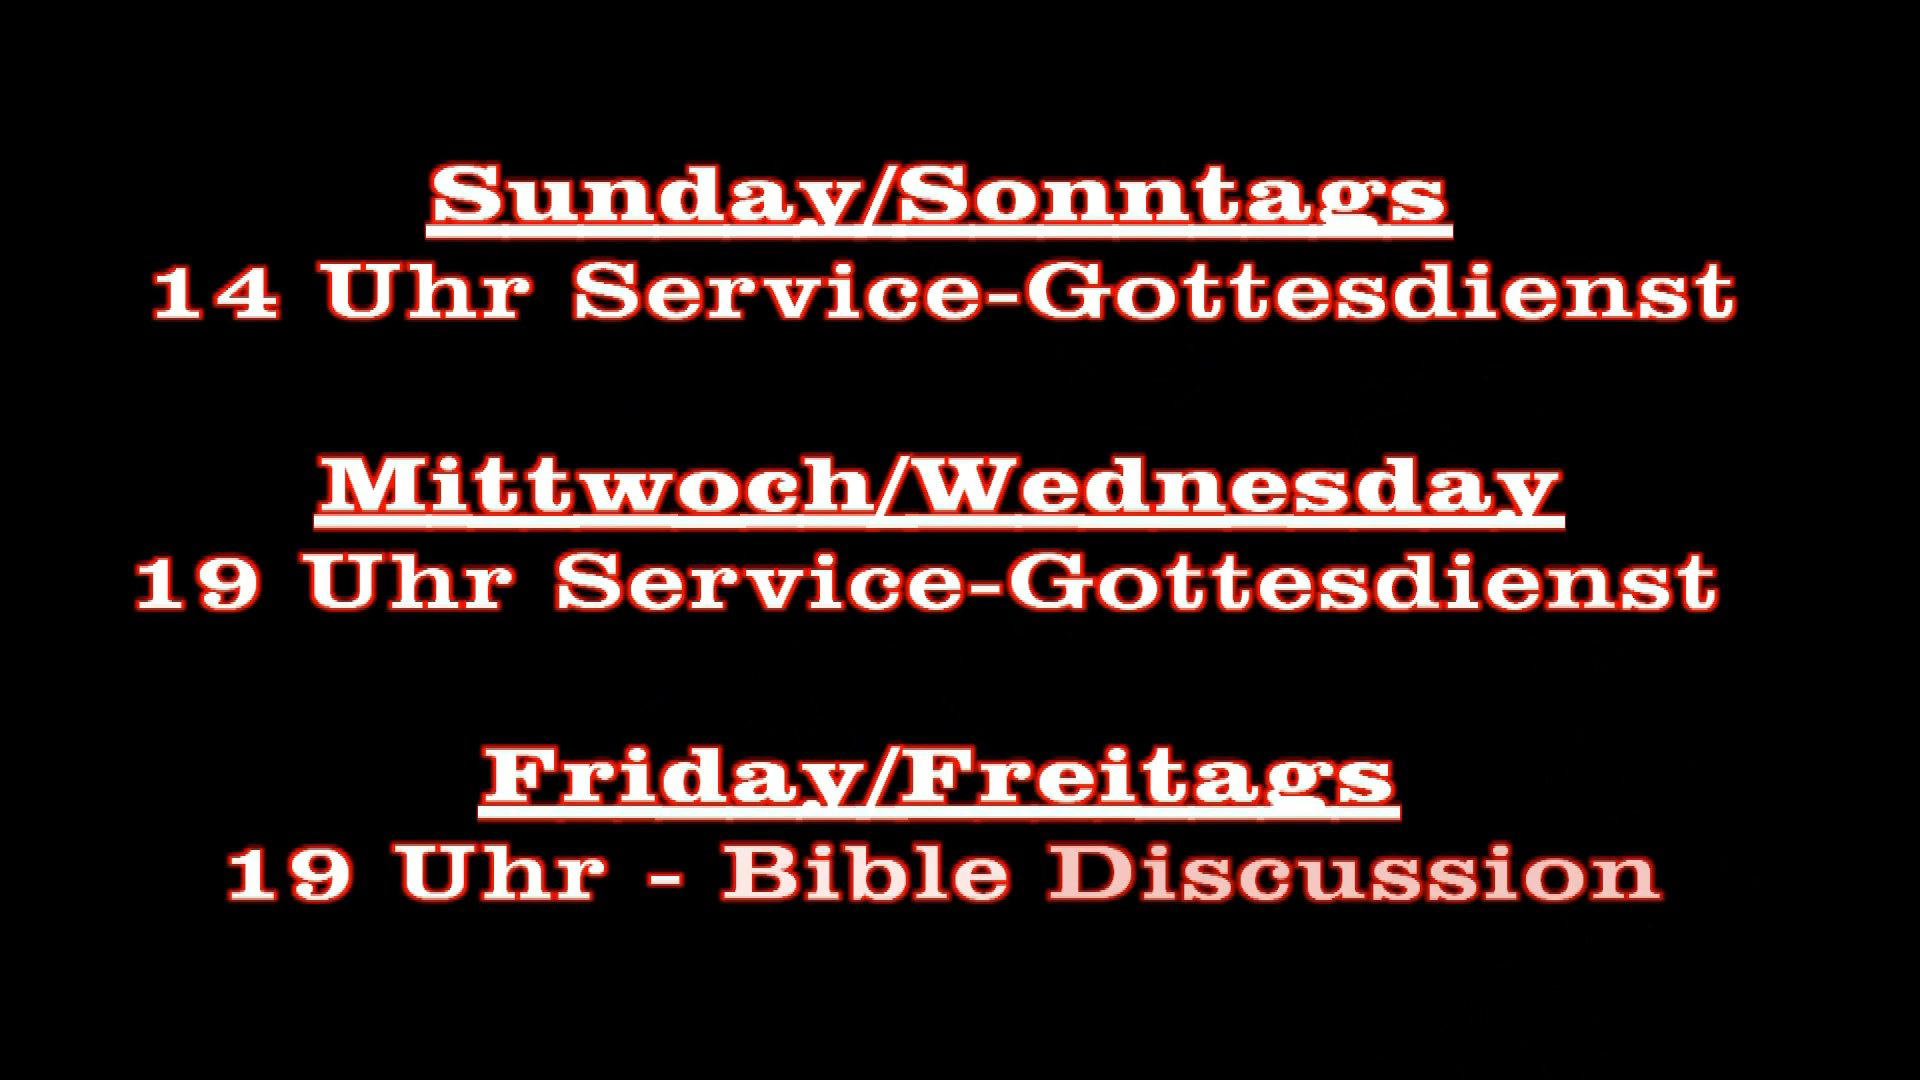 Sunday/Sonntags
14 Uhr Service-Gottesdienst
Mittwoch/Wednesday
19 Uhr Service-Gottesdienst
Friday/Freitags
19 Uhr - Bible Discussion